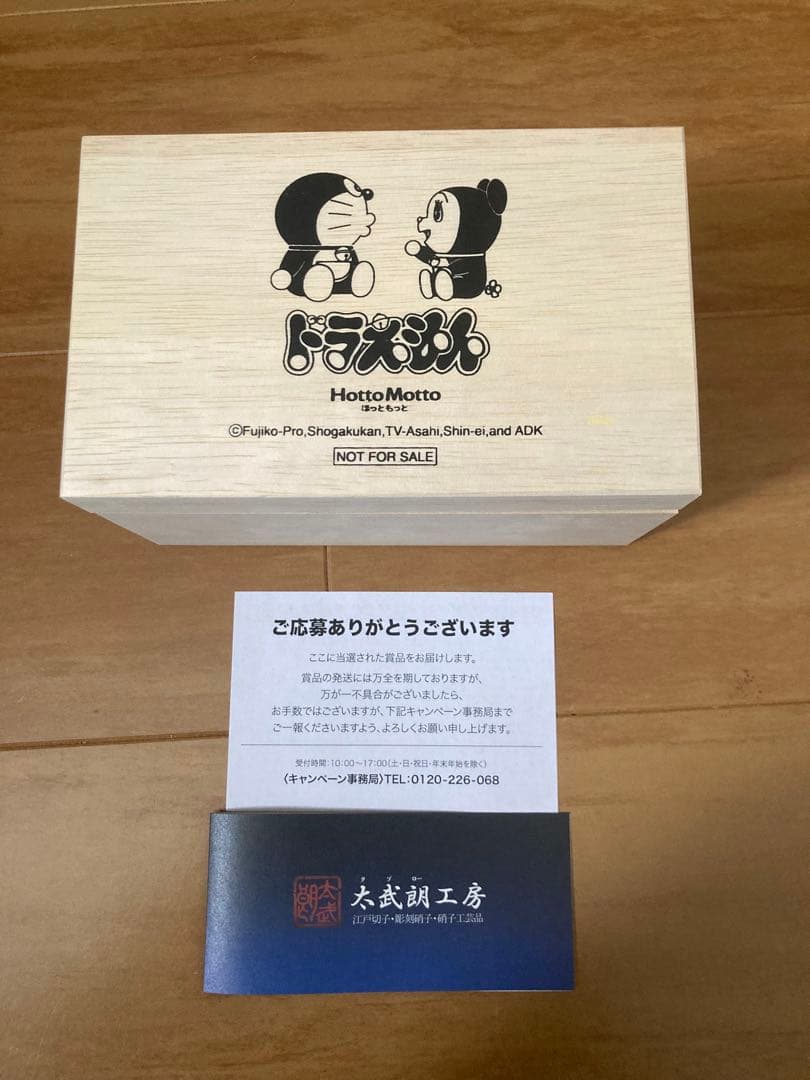 ドラえもん
HottoMotto
ほっともっと
©Fujiko-Pro,Shogakukan,TV-Asahi,Shin-ei,and ADK
NOT FOR SALE
ご応募ありがとうございます
ここに当選された賞品をお届けします。
賞品の発送には万全を期しておりますが、
万が一不具合がございましたら、
お手数ではございますが、下記キャンペーン事務局まで
ご一報くださいますよう、よろしくお願い申し上げます。
受付時間:10:00~17:00(土・日・祝日・年末年始を除く)
〈キャンペーン事務局〉TEL:0120-226-068
タブロー
太武朗工房
江戸切子・彫刻硝子・硝子工芸品